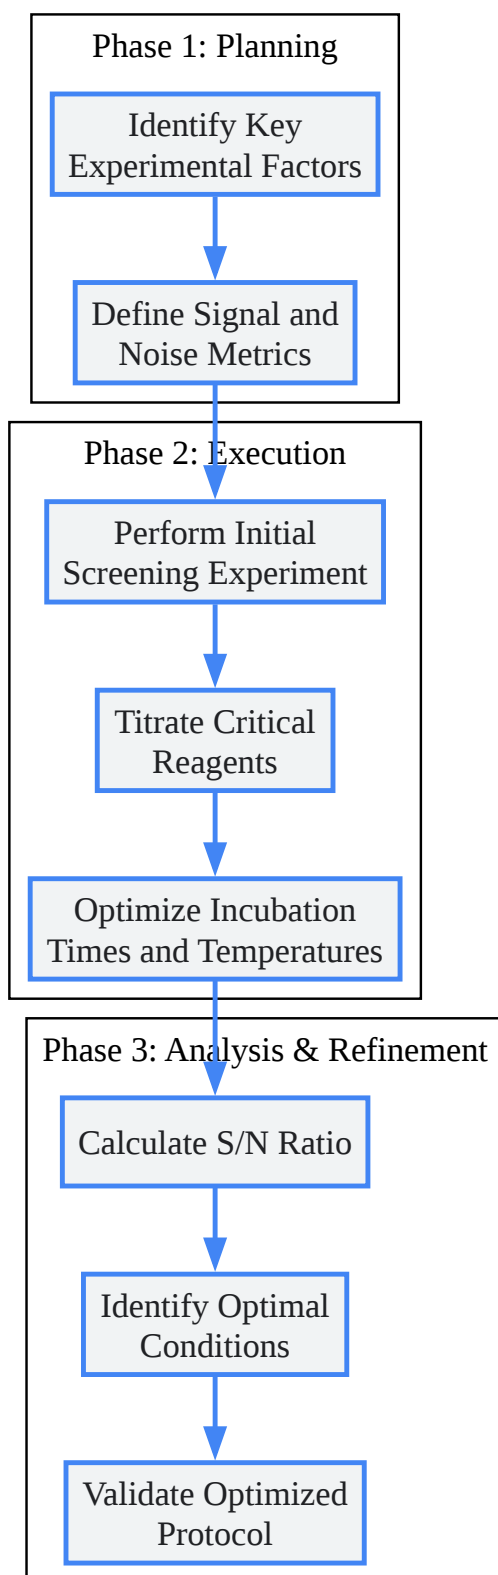 Phase 1: Planning
Identify Key
Experimental Factors
Define Signal and
Noise Metrics
Phase 2: Execution
Perform Initial
Screening Experiment
Titrate Critical
Reagents
Optimize Incubation
Times and Temperatures
Phase 3: Analysis & Refinement
Calculate S/N Ratio
Identify Optimal
Conditions
Validate Optimized
Protocol